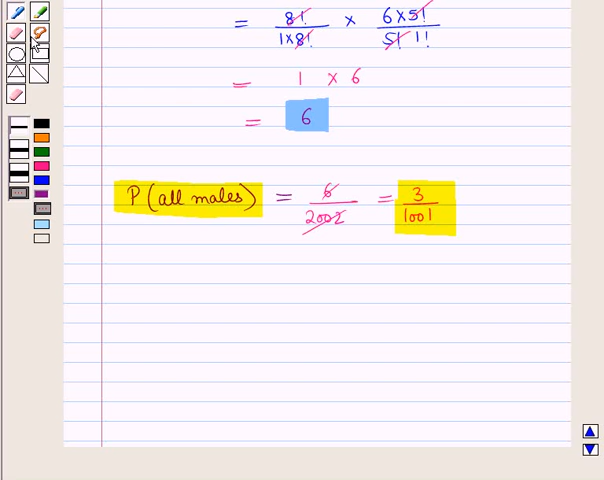 = 8!/1×8! × 6×5!/5! 1!
= 1 × 6
= 6
P(all males) = 6/2002 = 3/1001